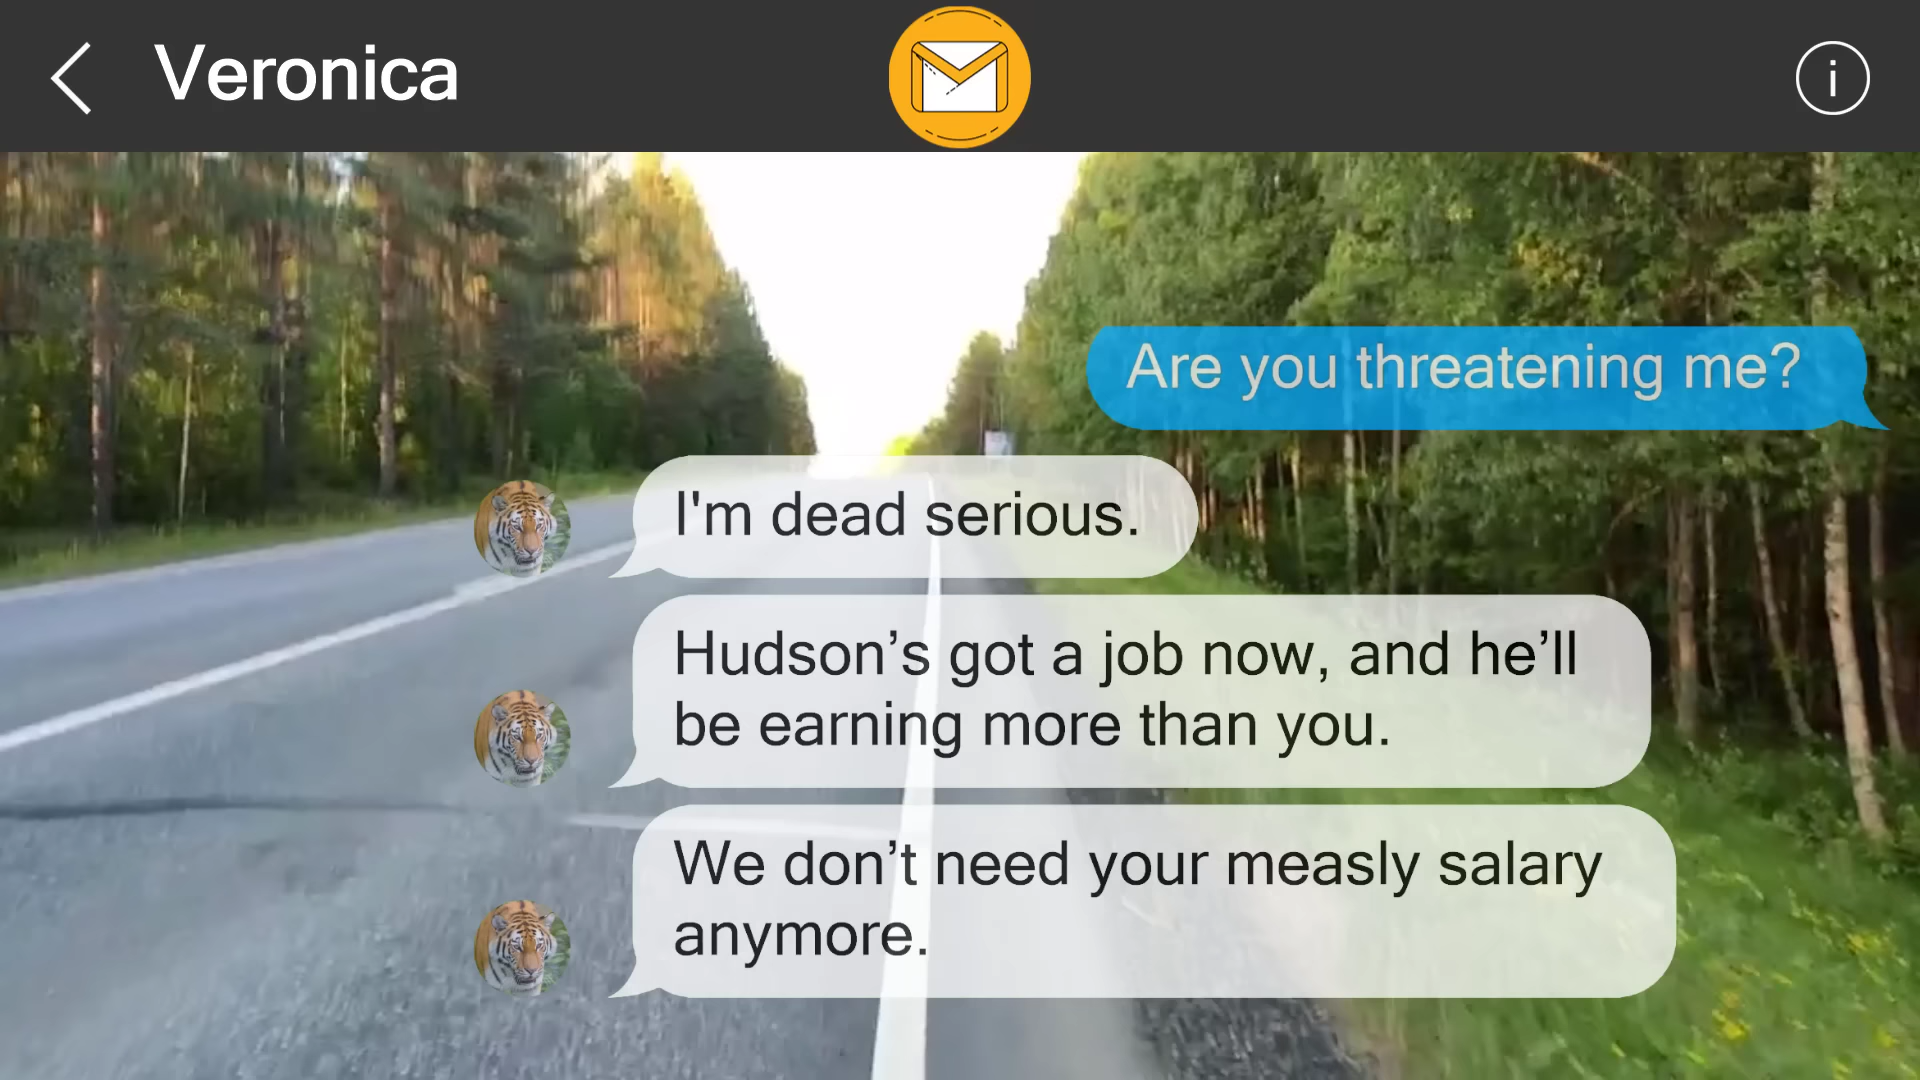 Veronica
Are you threatening me?
I'm dead serious.
Hudson’s got a job now, and he’ll
be earning more than you.
We don’t need your measly salary
anymore.